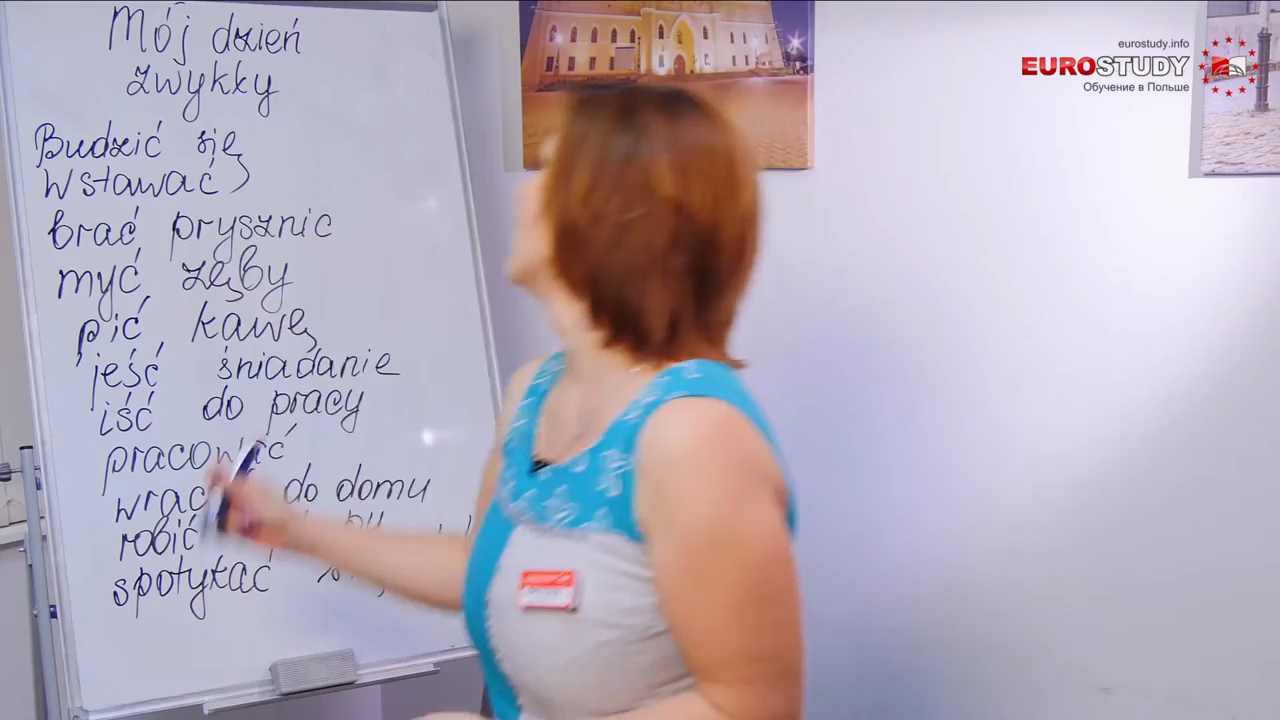 Mój dzień
zwykky
Budzić się
Wstawać
brać prysznic
myć zęby
pić kawę
jeść śniadanie
iść do pracy
pracować
do domu
robić
spotykać
eurostudy.info
EUROSTUDY
Обучение в Польше